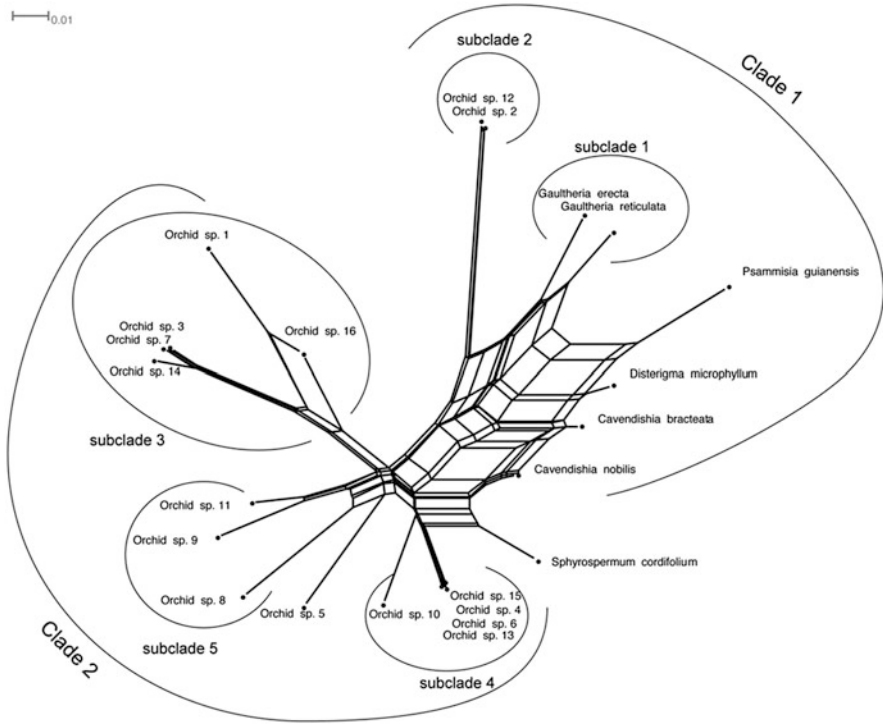 0.01
subclade 2
Clade 1
Orchid sp. 12
Orchid sp. 2
subclade 1
Gaultheria erecta
Gaultheria reticulata
Orchid sp. 1
Psammisia guianensis
Orchid sp. 3
Orchid sp. 16
Orchid sp. 7
Orchid sp. 14
Disterigma microphyllum
Cavendishia bracteata
subclade 3
Cavendishia nobilis
Orchid sp. 11
Orchid sp. 9
Sphyrospermum cordifolium
Orchid sp. 8
Orchid sp. 5
Orchid sp. 10
Orchid sp. 15
Orchid sp. 4
Orchid sp. 6
Orchid sp. 13
subclade 5
Clade 2
subclade 4